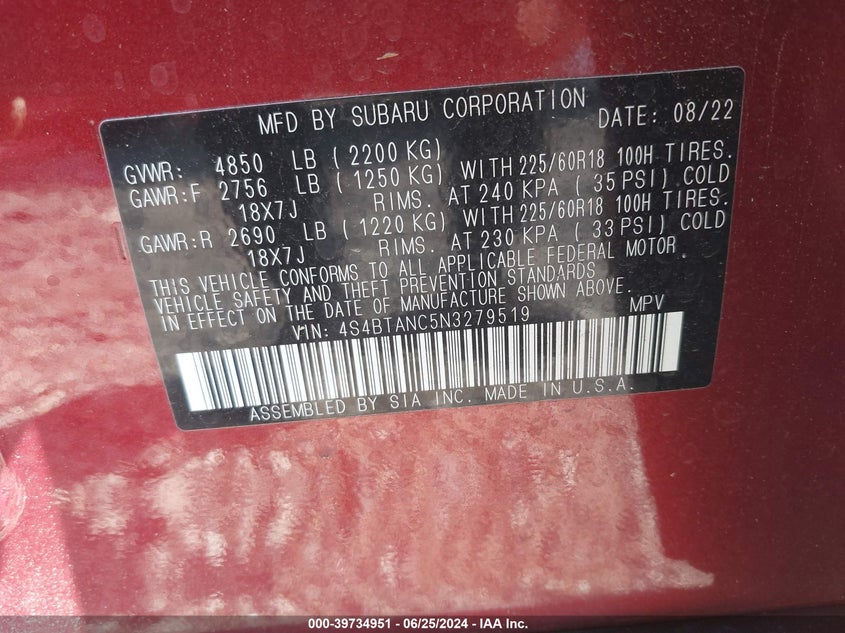 MFD BY SUBARU CORPORATION DATE: 08/22
GVWR: 4850 LB (2200 KG)
GAWR:F 2756 LB (1250 KG) WITH 225/60R18 100H TIRES.
18X7J RIMS. AT 240 KPA (35 PSI) COLD
GAWR:R 2690 LB (1220 KG) WITH 225/60R18 100H TIRES.
18X7J RIMS. AT 230 KPA (33 PSI) COLD
THIS VEHICLE CONFORMS TO ALL APPLICABLE FEDERAL MOTOR
VEHICLE SAFETY AND THEFT PREVENTION STANDARDS
IN EFFECT ON THE DATE OF MANUFACTURE SHOWN ABOVE.
VIN: 4S4BTANC5N3279519 MPV
ASSEMBLED BY SIA INC. MADE IN U.S.A.
000-39734951 - 06/25/2024 - IAA Inc.